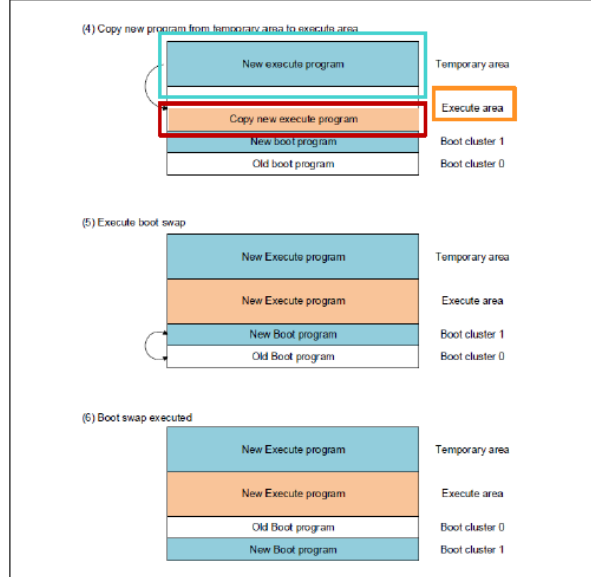 (4) Copy new program from temporary area to execute area
New execute program Temporary area
Execute area
Copy new execute program
New boot program Boot cluster 1
Old boot program Boot cluster 0
(5) Execute boot swap
New Execute program Temporary area
New Execute program Execute area
New Boot program Boot cluster 1
Old Boot program Boot cluster 0
(6) Boot swap executed
New Execute program Temporary area
New Execute program Execute area
Old Boot program Boot cluster 0
New Boot program Boot cluster 1